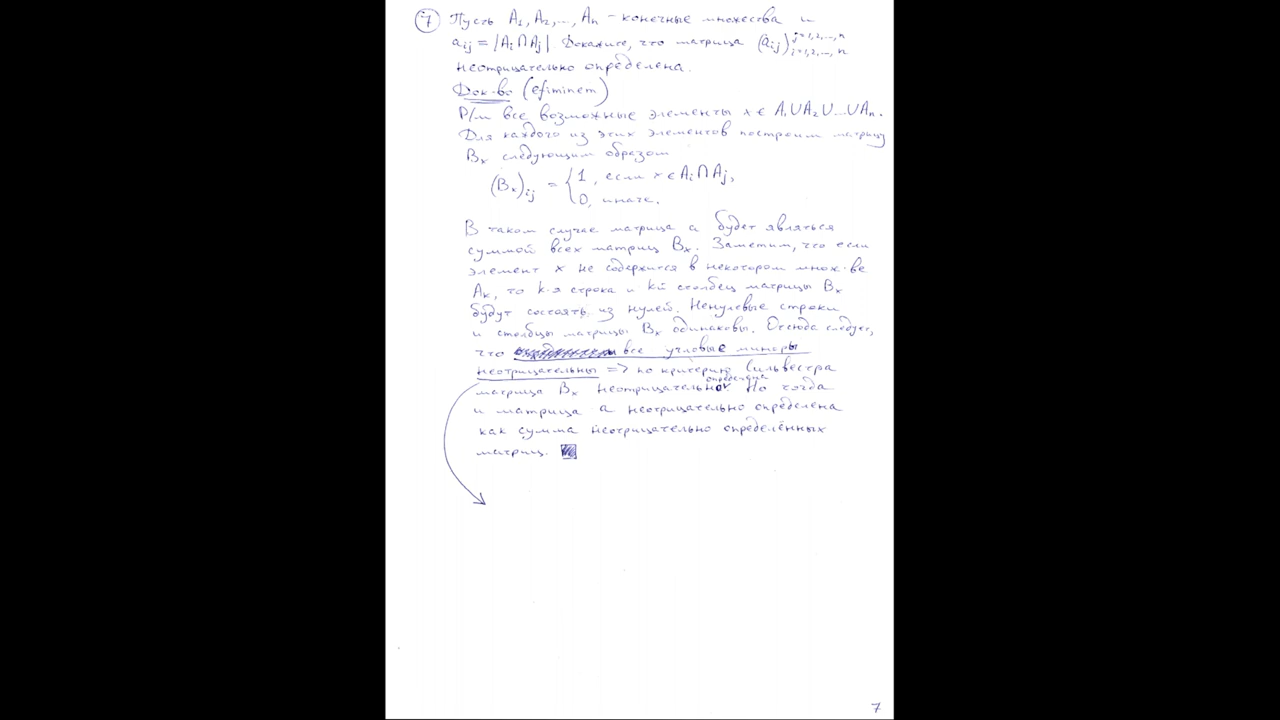 7 Пусть A₁, A₂, ..., Aₙ - конечные множества и
aᵢⱼ = |Aᵢ∩Aⱼ|. Докажите, что матрица (aᵢⱼ) j=1,2,...,n i=1,2,...,n
неотрицательно определена.
Док-во (efiminem)
Р/м все возможные элементы x ∈ A₁∪A₂∪...∪Aₙ.
Для каждого из этих элементов построим матрицу
Bₓ следующим образом
(Bₓ)ᵢⱼ = { 1, если x ∈ Aᵢ∩Aⱼ,
0, иначе.
В таком случае матрица a будет являться
суммой всех матриц Bₓ. Заметим, что если
элемент x не содержится в некотором множ-ве
Aₖ, то k-я строка и k-й столбец матрицы Bₓ
будут состоять из нулей. Ненулевые строки
и столбцы матрицы Bₓ одинаковы. Отсюда следует,
что все угловые миноры
неотрицательны => по критерию Сильвестра
матрица Bₓ неотрицательно определена. Но тогда
и матрица a неотрицательно определена
как сумма неотрицательно определённых
матриц.
7